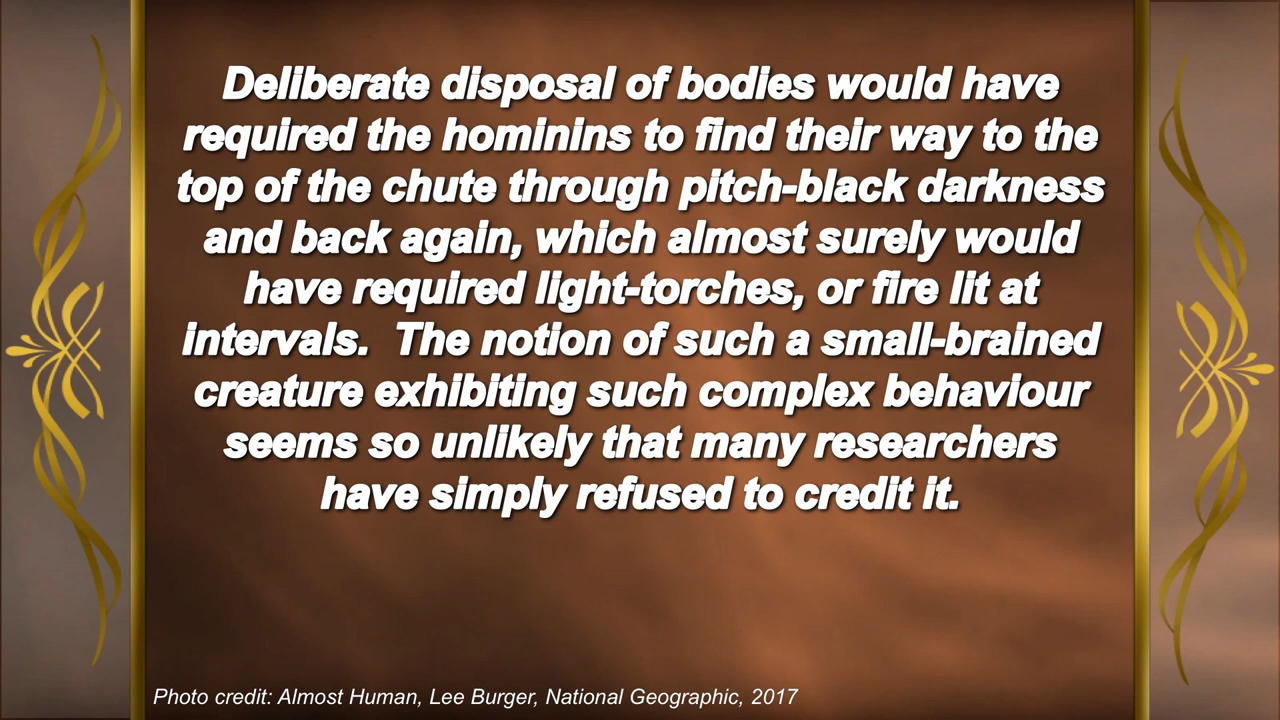 Deliberate disposal of bodies would have
required the hominins to find their way to the
top of the chute through pitch-black darkness
and back again, which almost surely would
have required light-torches, or fire lit at
intervals.  The notion of such a small-brained
creature exhibiting such complex behaviour
seems so unlikely that many researchers
have simply refused to credit it.
Photo credit: Almost Human, Lee Burger, National Geographic, 2017